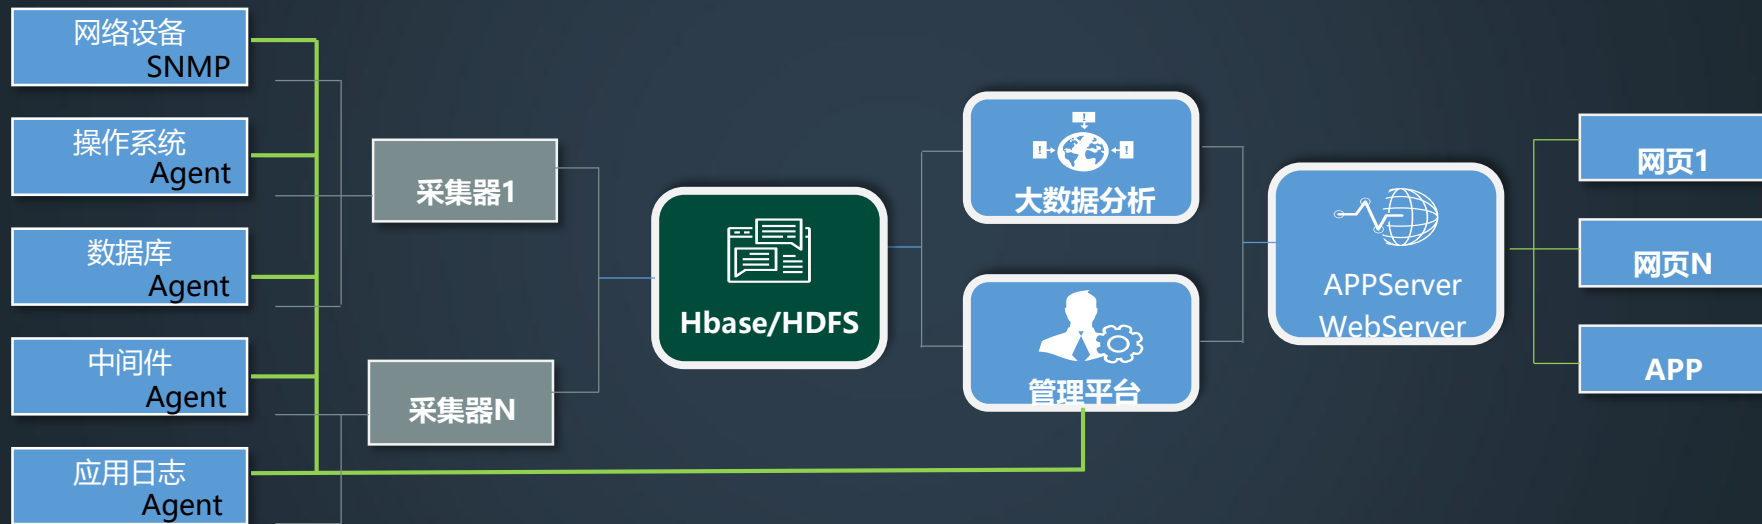 网络设备
SNMP
操作系统
Agent
数据库
Agent
中间件
Agent
应用日志
Agent
采集器1
采集器N
Hbase/HDFS
大数据分析
管理平台
APPServer
WebServer
网页1
网页N
APP